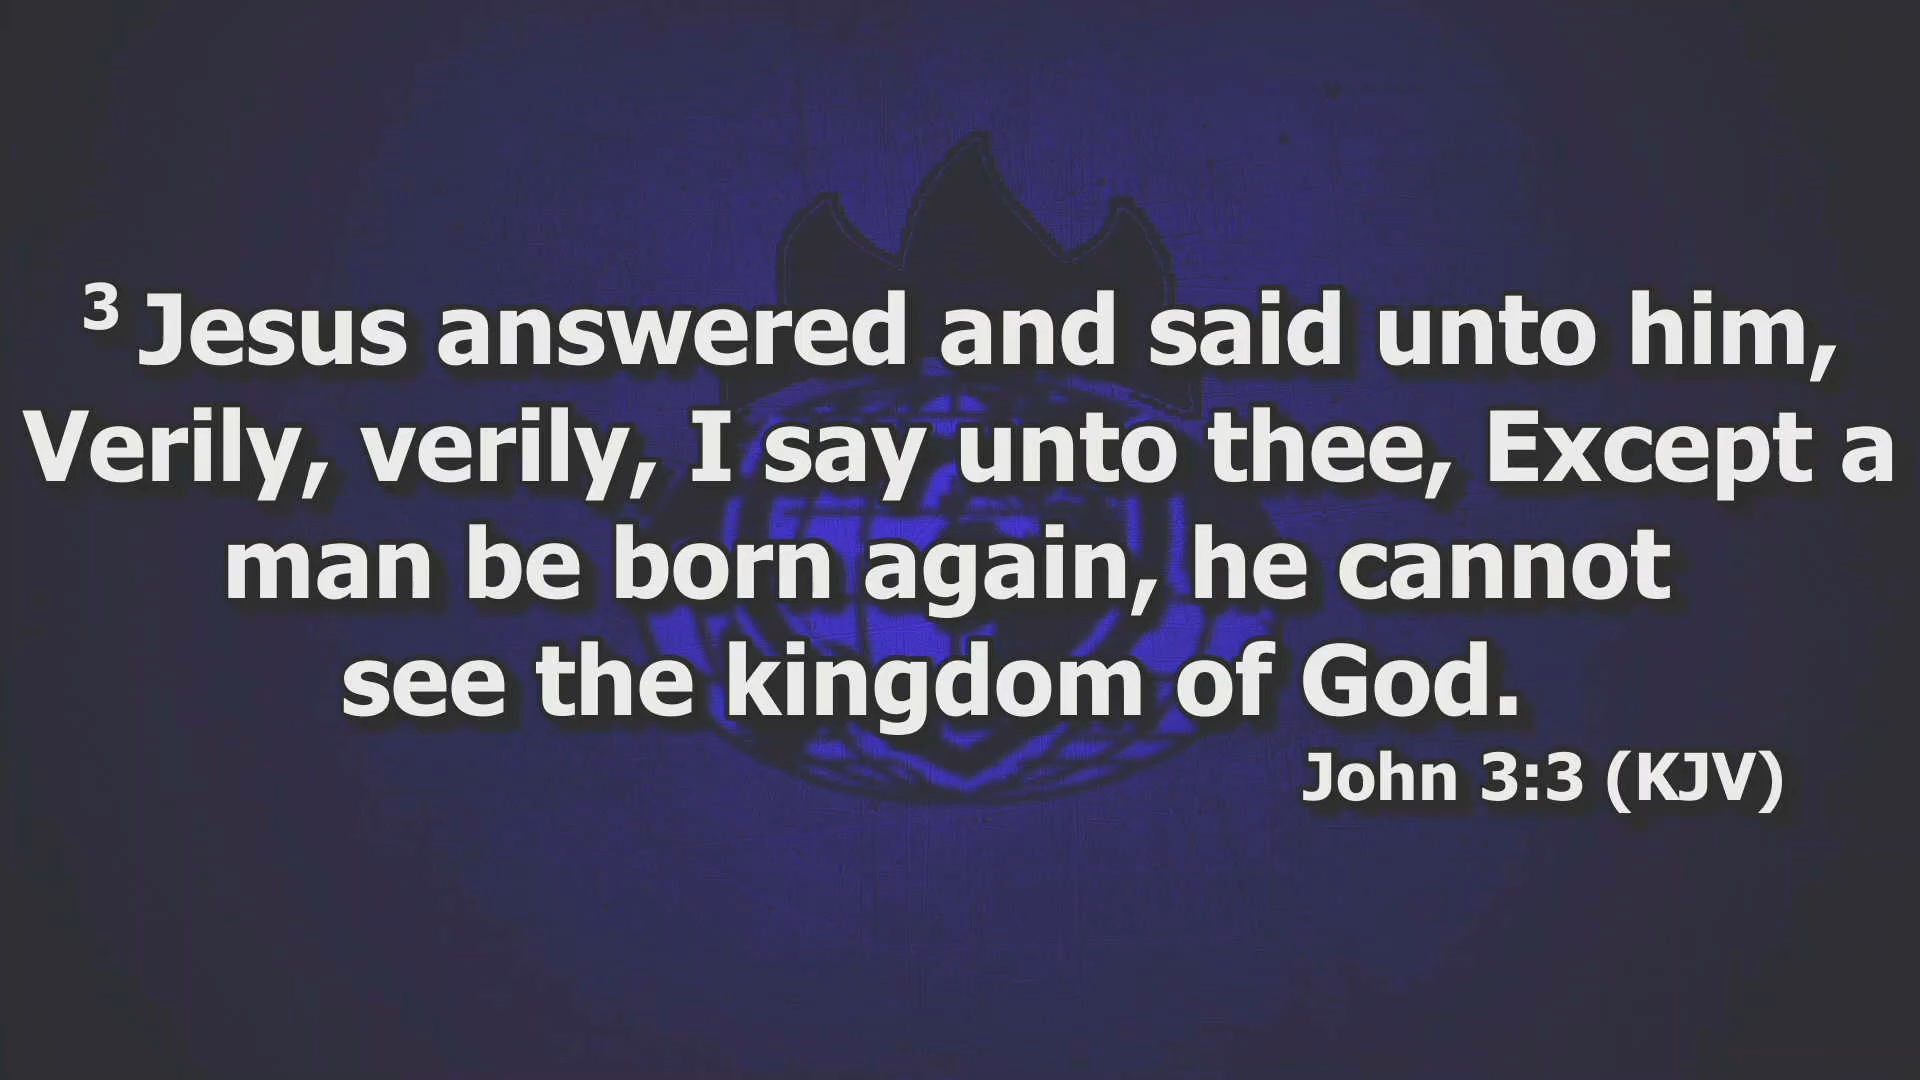 3 Jesus answered and said unto him,
Verily, verily, I say unto thee, Except a
man be born again, he cannot
see the kingdom of God.
John 3:3 (KJV)